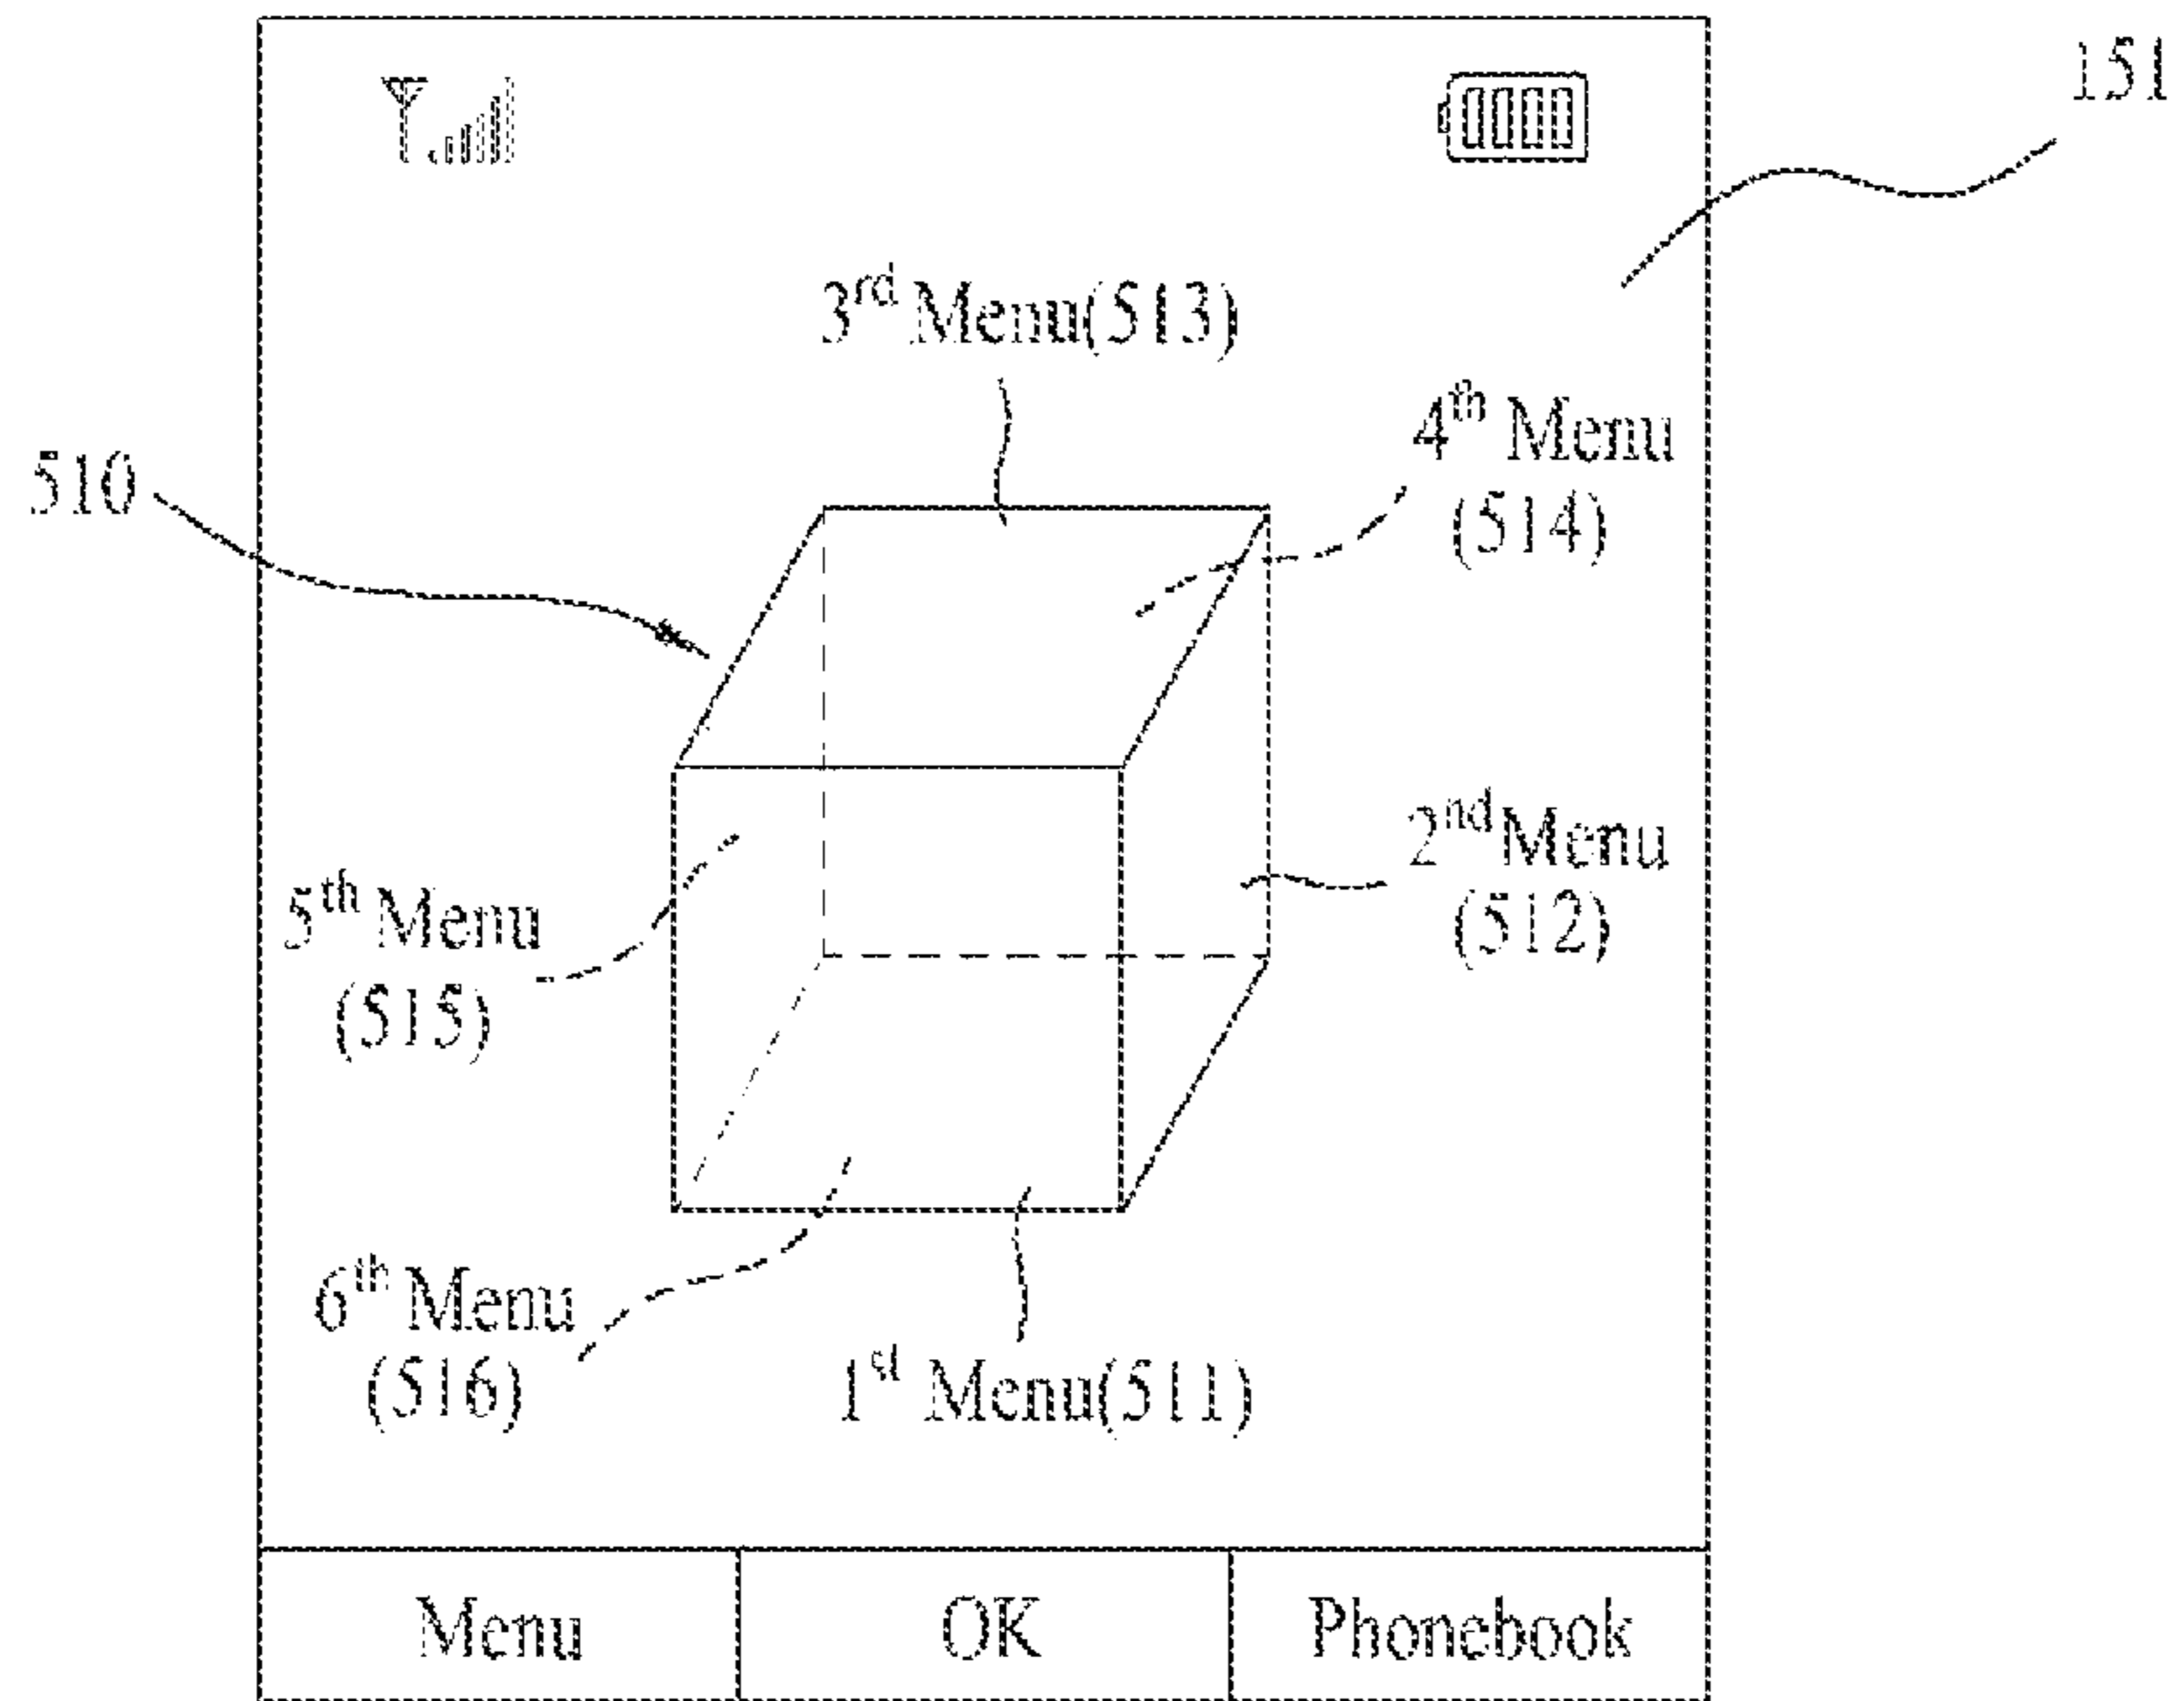 151
3rd Menu(513)
4th Menu
(514)
510
2nd Menu
(512)
5th Menu
(515)
6th Menu
(516)
1st Menu(511)
Menu
OK
Phonebook